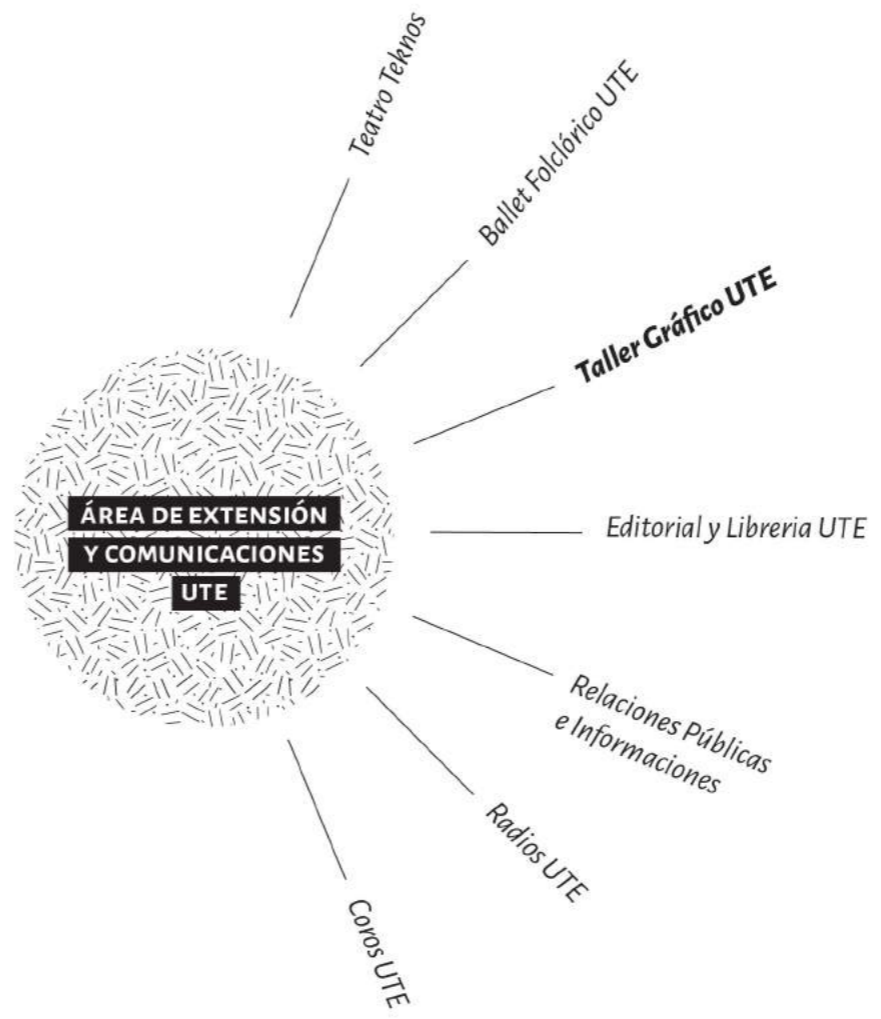 Teatro Teknos
Ballet Folclórico UTE
Taller Gráfico UTE
ÁREA DE EXTENSIÓN
Y COMUNICACIONES
UTE
Editorial y Libreria UTE
Relaciones Públicas
e Informaciones
Radios UTE
Coros UTE